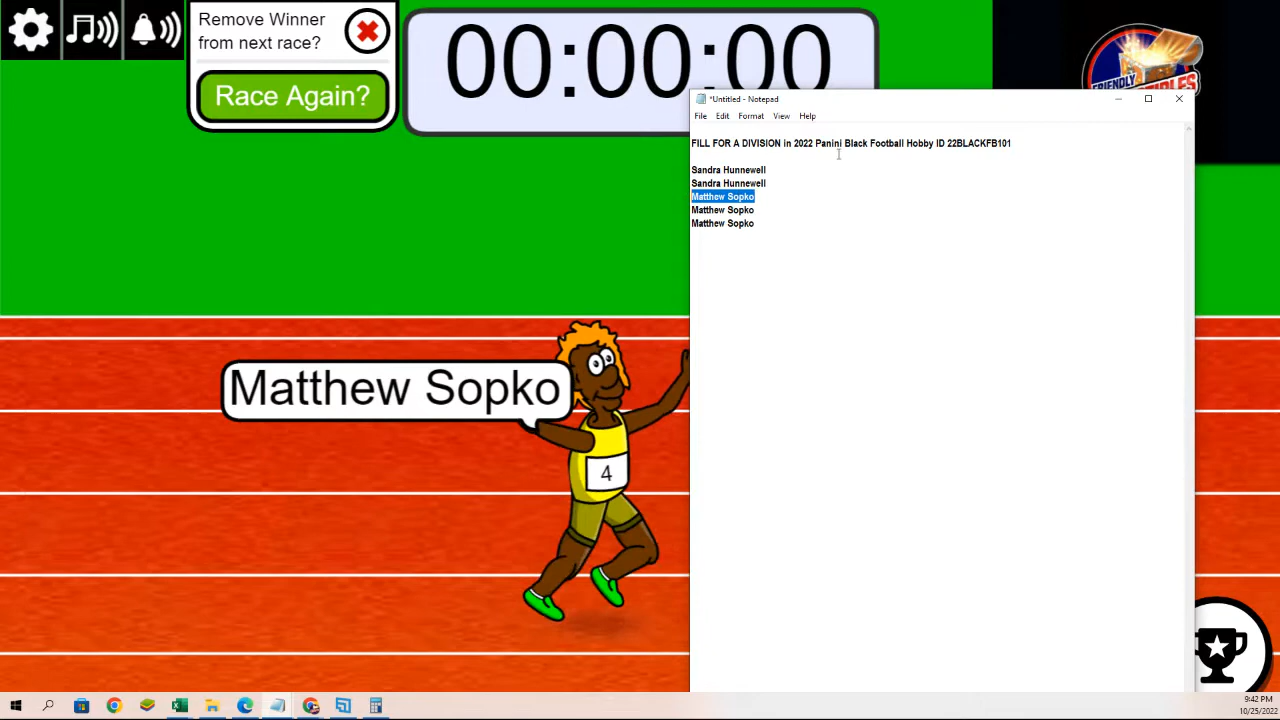 Remove Winner
from next race?
Race Again?
00:00:00
FRIENDLY
*Untitled - Notepad
File Edit Format View Help
FILL FOR A DIVISION in 2022 Panini Black Football Hobby ID 22BLACKFB101
Sandra Hunnewell
Sandra Hunnewell
Matthew Sopko
Matthew Sopko
Matthew Sopko
Matthew Sopko
4
9:42 PM
10/25/2022